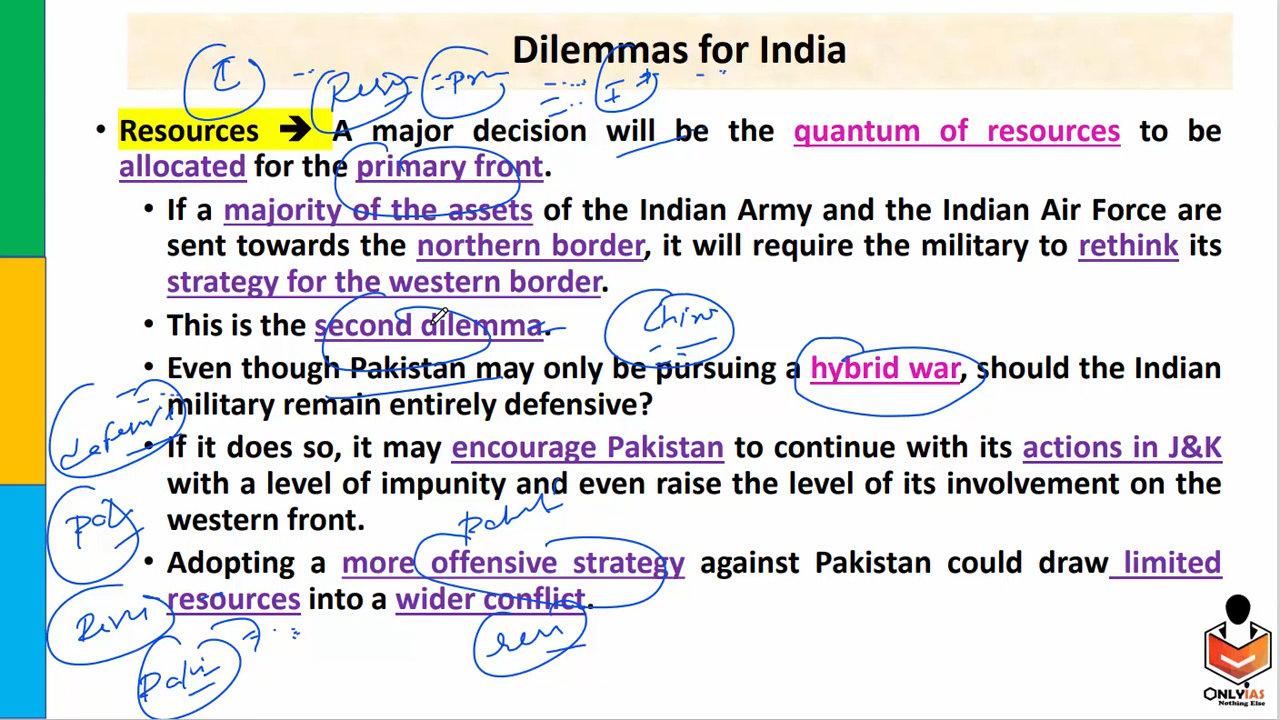 Dilemmas for India
• Resources ➔ A major decision will be the quantum of resources to be
allocated for the primary front.
• If a majority of the assets of the Indian Army and the Indian Air Force are
sent towards the northern border, it will require the military to rethink its
strategy for the western border.
• This is the second dilemma.
China
• Even though Pakistan may only be pursuing a hybrid war, should the Indian
military remain entirely defensive?
• If it does so, it may encourage Pakistan to continue with its actions in J&K
with a level of impunity and even raise the level of its involvement on the
western front.
• Adopting a more offensive strategy against Pakistan could draw limited
resources into a wider conflict.
ONLYIAS
Nothing Else